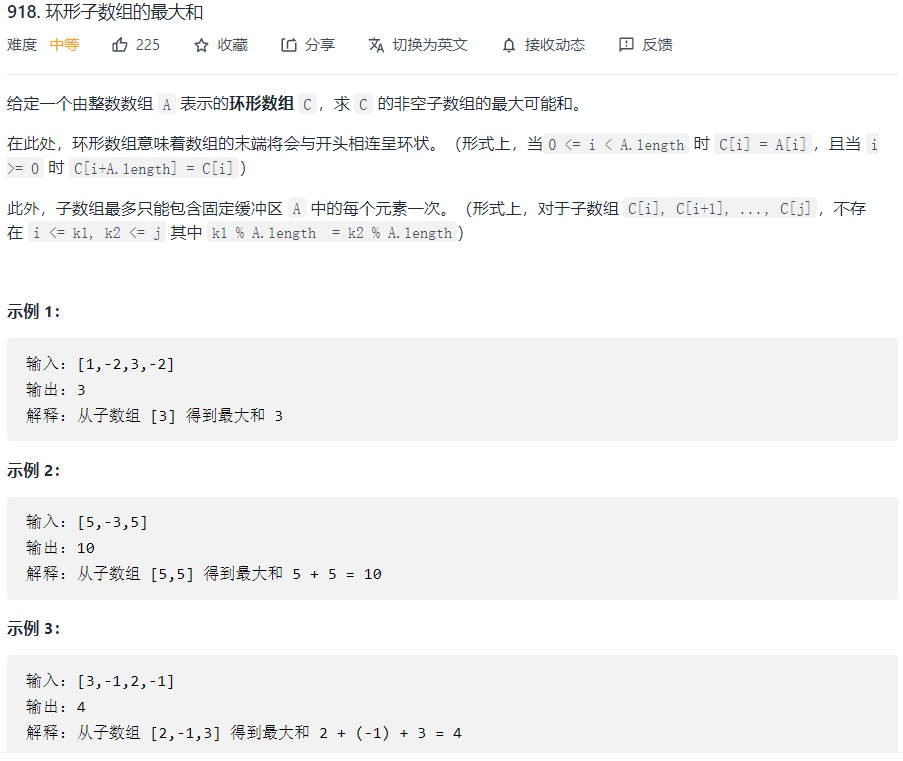 918. 环形子数组的最大和
难度 中等 225 收藏 分享 切换为英文 接收动态 反馈
给定一个由整数数组 A 表示的环形数组 C，求 C 的非空子数组的最大可能和。
在此处，环形数组意味着数组的末端将会与开头相连呈环状。（形式上，当 0 <= i < A.length 时 C[i] = A[i]，且当 i
>= 0 时 C[i+A.length] = C[i]）
此外，子数组最多只能包含固定缓冲区 A 中的每个元素一次。（形式上，对于子数组 C[i], C[i+1], ..., C[j]，不存
在 i <= k1, k2 <= j 其中 k1 % A.length = k2 % A.length）
示例 1：
输入：[1,-2,3,-2]
输出：3
解释：从子数组 [3] 得到最大和 3
示例 2：
输入：[5,-3,5]
输出：10
解释：从子数组 [5,5] 得到最大和 5 + 5 = 10
示例 3：
输入：[3,-1,2,-1]
输出：4
解释：从子数组 [2,-1,3] 得到最大和 2 + (-1) + 3 = 4